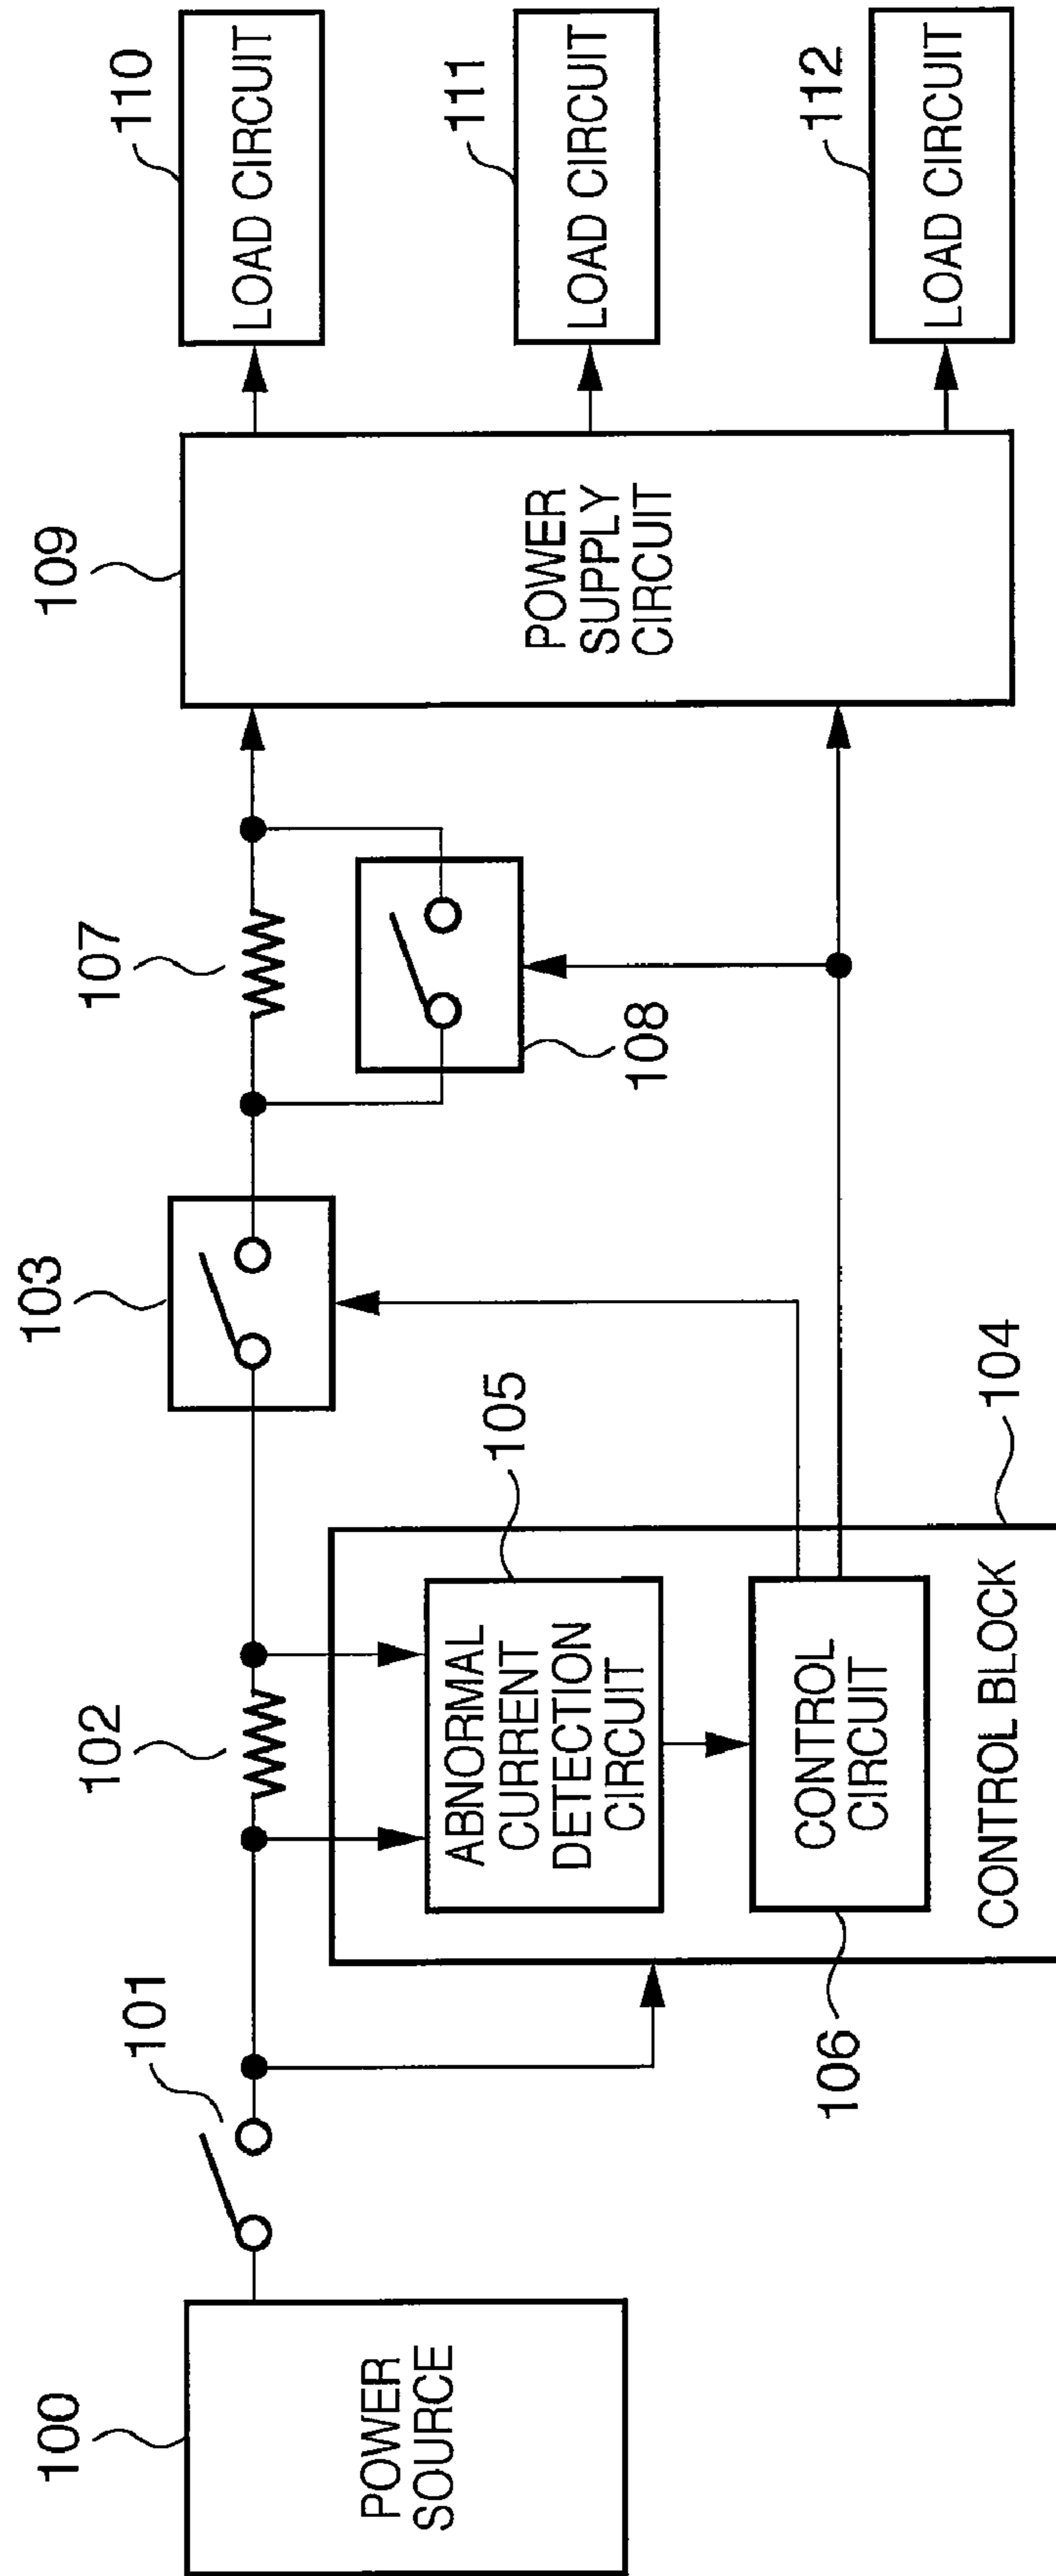 100
POWER
SOURCE
101
102
103
104
CONTROL BLOCK
105
ABNORMAL
CURRENT
DETECTION
CIRCUIT
106
CONTROL
CIRCUIT
107
108
109
POWER
SUPPLY
CIRCUIT
110
LOAD CIRCUIT
111
LOAD CIRCUIT
112
LOAD CIRCUIT